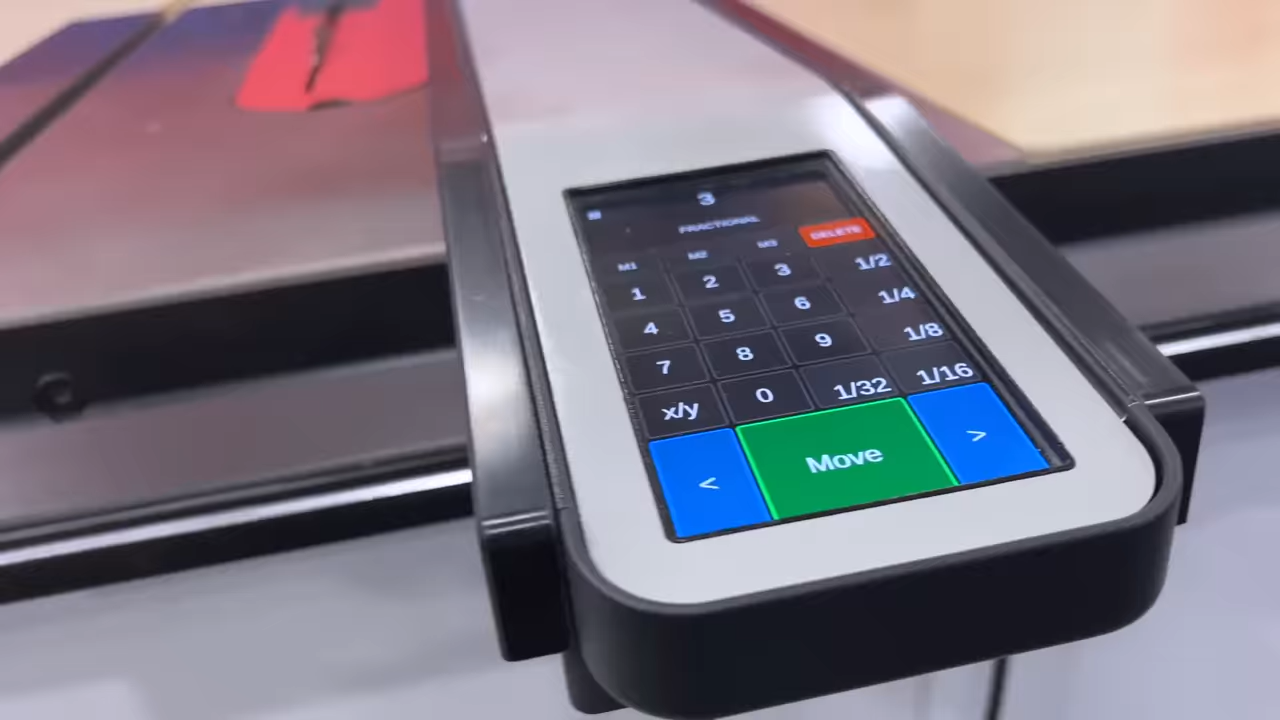 3
FRACTIONAL
DELETE
M1 M2 M3
1 2 3 1/2
4 5 6 1/4
7 8 9 1/8
x/y 0 1/32 1/16
< Move >